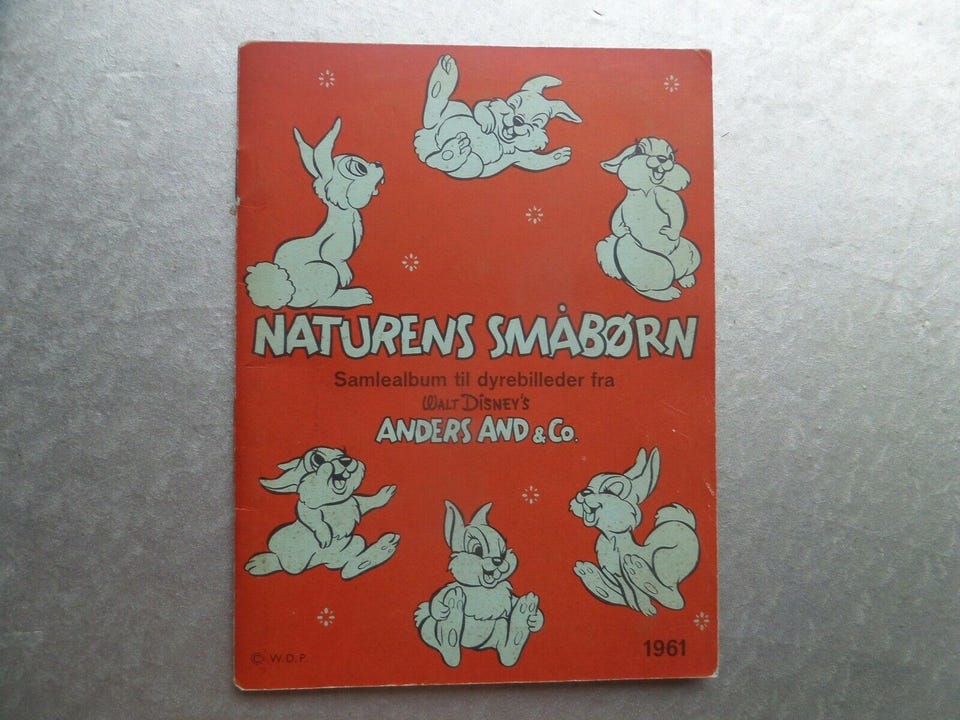 NATURENS SMÅBØRN
Samlealbum til dyrebilleder fra
WALT DISNEY'S
ANDERS AND & Co.
© W.D.P.
1961